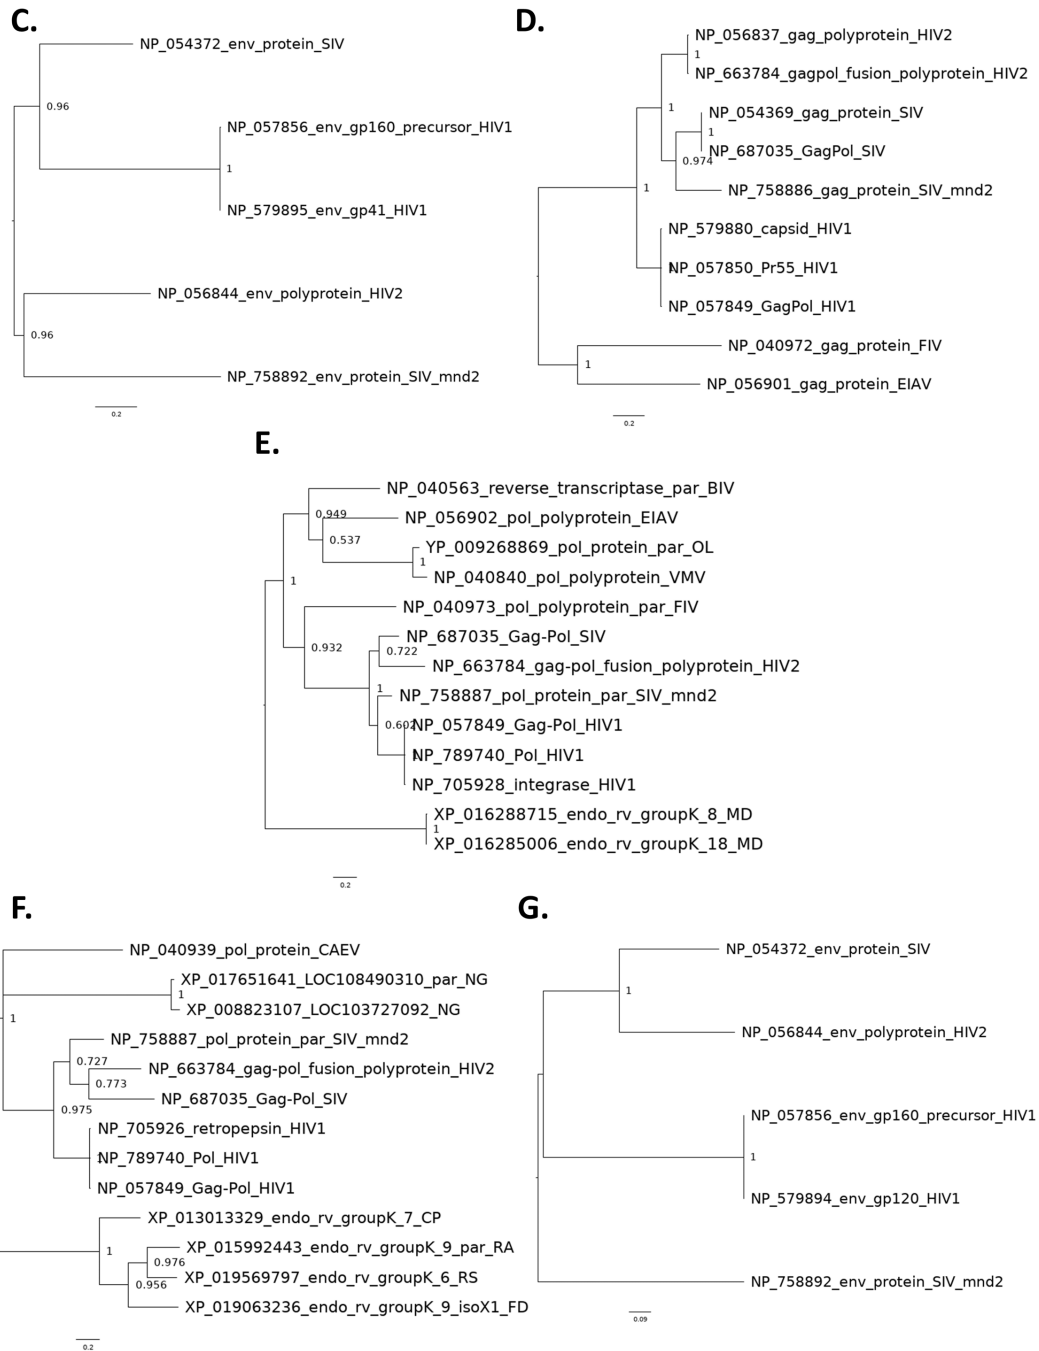 C.
NP_054372_env_protein_SIV
0.96
NP_057856_env_gp160_precursor_HIV1
1
NP_579895_env_gp41_HIV1
NP_056844_env_polyprotein_HIV2
0.96
NP_758892_env_protein_SIV_mnd2
0.2
D.
NP_056837_gag_polyprotein_HIV2
1
NP_663784_gagpol_fusion_polyprotein_HIV2
1
NP_054369_gag_protein_SIV
1
NP_687035_GagPol_SIV
0.974
NP_758886_gag_protein_SIV_mnd2
1
NP_579880_capsid_HIV1
NP_057850_Pr55_HIV1
NP_057849_GagPol_HIV1
NP_040972_gag_protein_FIV
1
NP_056901_gag_protein_EIAV
0.2
E.
NP_040563_reverse_transcriptase_par_BIV
0.949
NP_056902_pol_polyprotein_EIAV
0.537
YP_009268869_pol_protein_par_OL
1
NP_040840_pol_polyprotein_VMV
1
NP_040973_pol_polyprotein_par_FIV
0.932
NP_687035_Gag-Pol_SIV
0.722
NP_663784_gag-pol_fusion_polyprotein_HIV2
1
NP_758887_pol_protein_par_SIV_mnd2
0.602
NP_057849_Gag-Pol_HIV1
NP_789740_Pol_HIV1
NP_705928_integrase_HIV1
XP_016288715_endo_rv_groupK_8_MD
1
XP_016285006_endo_rv_groupK_18_MD
0.2
F.
NP_040939_pol_protein_CAEV
XP_017651641_LOC108490310_par_NG
1
XP_008823107_LOC103727092_NG
1
NP_758887_pol_protein_par_SIV_mnd2
0.727
NP_663784_gag-pol_fusion_polyprotein_HIV2
0.773
NP_687035_Gag-Pol_SIV
0.975
NP_705926_retropepsin_HIV1
NP_789740_Pol_HIV1
NP_057849_Gag-Pol_HIV1
XP_013013329_endo_rv_groupK_7_CP
1
XP_015992443_endo_rv_groupK_9_par_RA
0.976
XP_019569797_endo_rv_groupK_6_RS
0.956
XP_019063236_endo_rv_groupK_9_isoX1_FD
0.2
G.
NP_054372_env_protein_SIV
1
NP_056844_env_polyprotein_HIV2
NP_057856_env_gp160_precursor_HIV1
1
NP_579894_env_gp120_HIV1
NP_758892_env_protein_SIV_mnd2
0.09